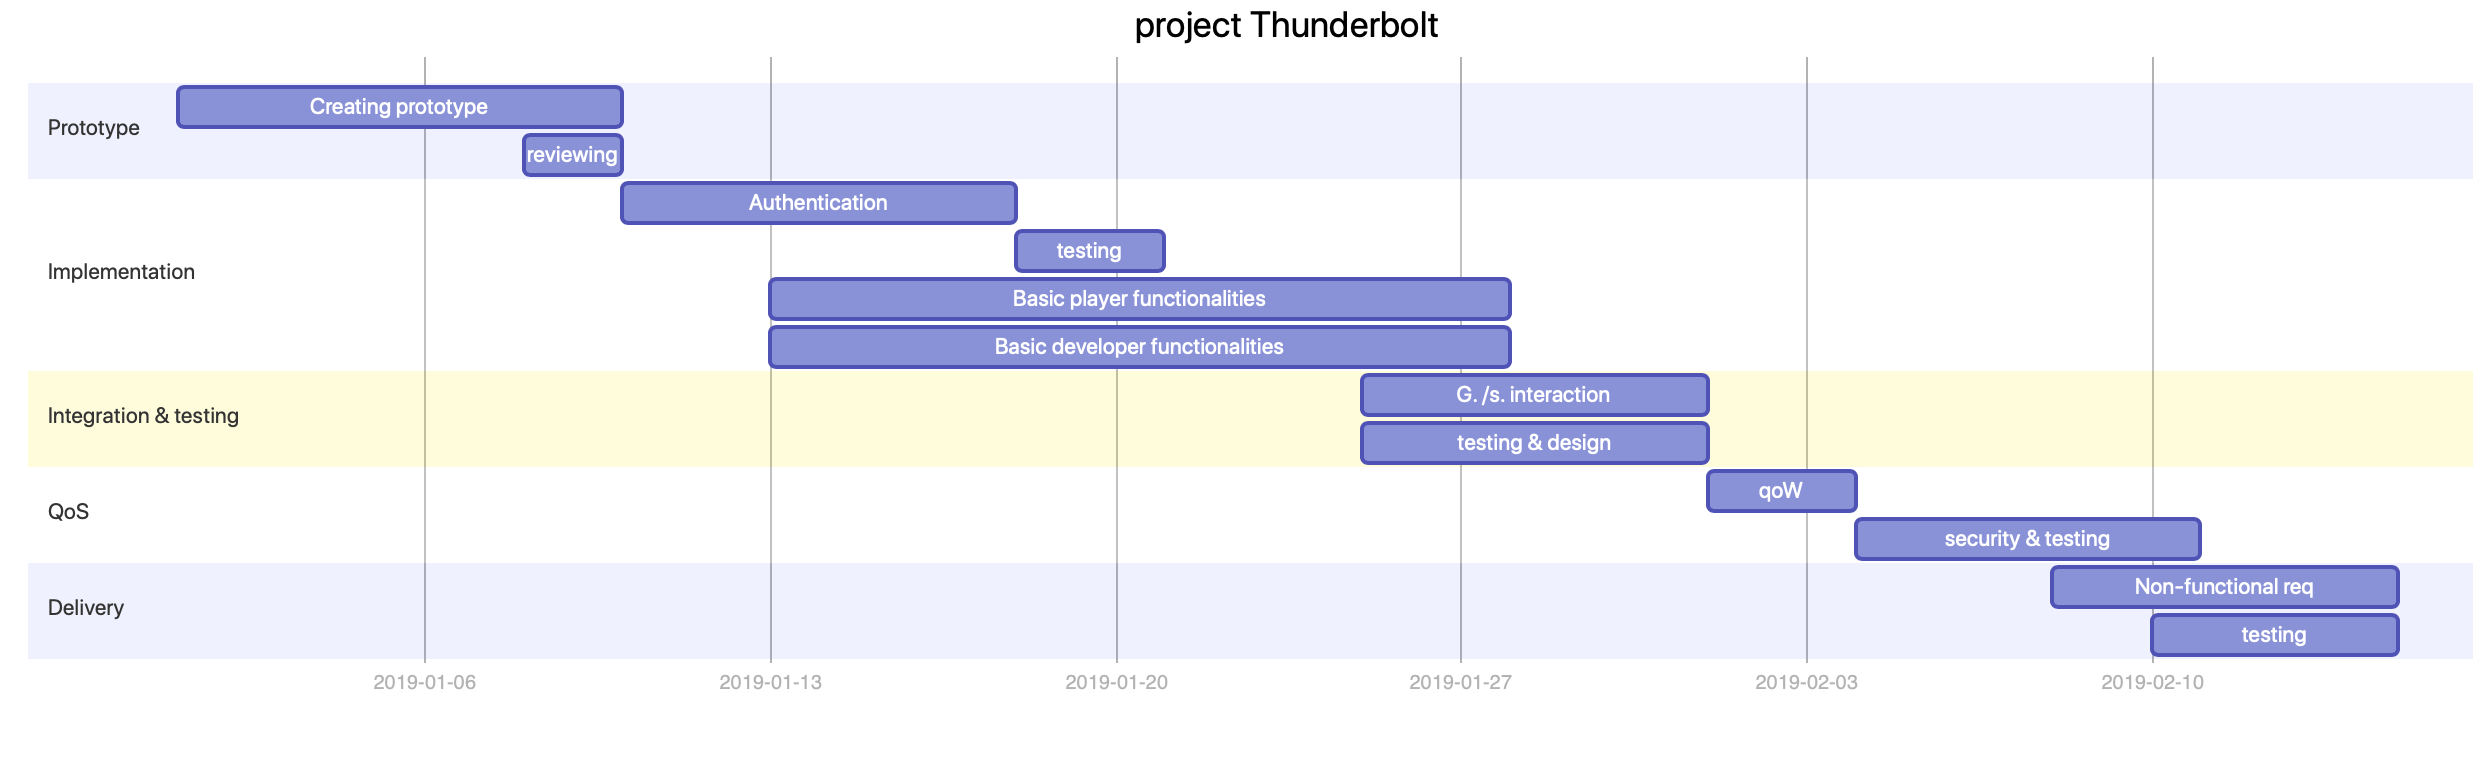 project Thunderbolt
Prototype
Creating prototype
reviewing
Implementation
Authentication
testing
Basic player functionalities
Basic developer functionalities
Integration & testing
G. /s. interaction
testing & design
QoS
qoW
security & testing
Delivery
Non-functional req
testing
2019-01-06
2019-01-13
2019-01-20
2019-01-27
2019-02-03
2019-02-10